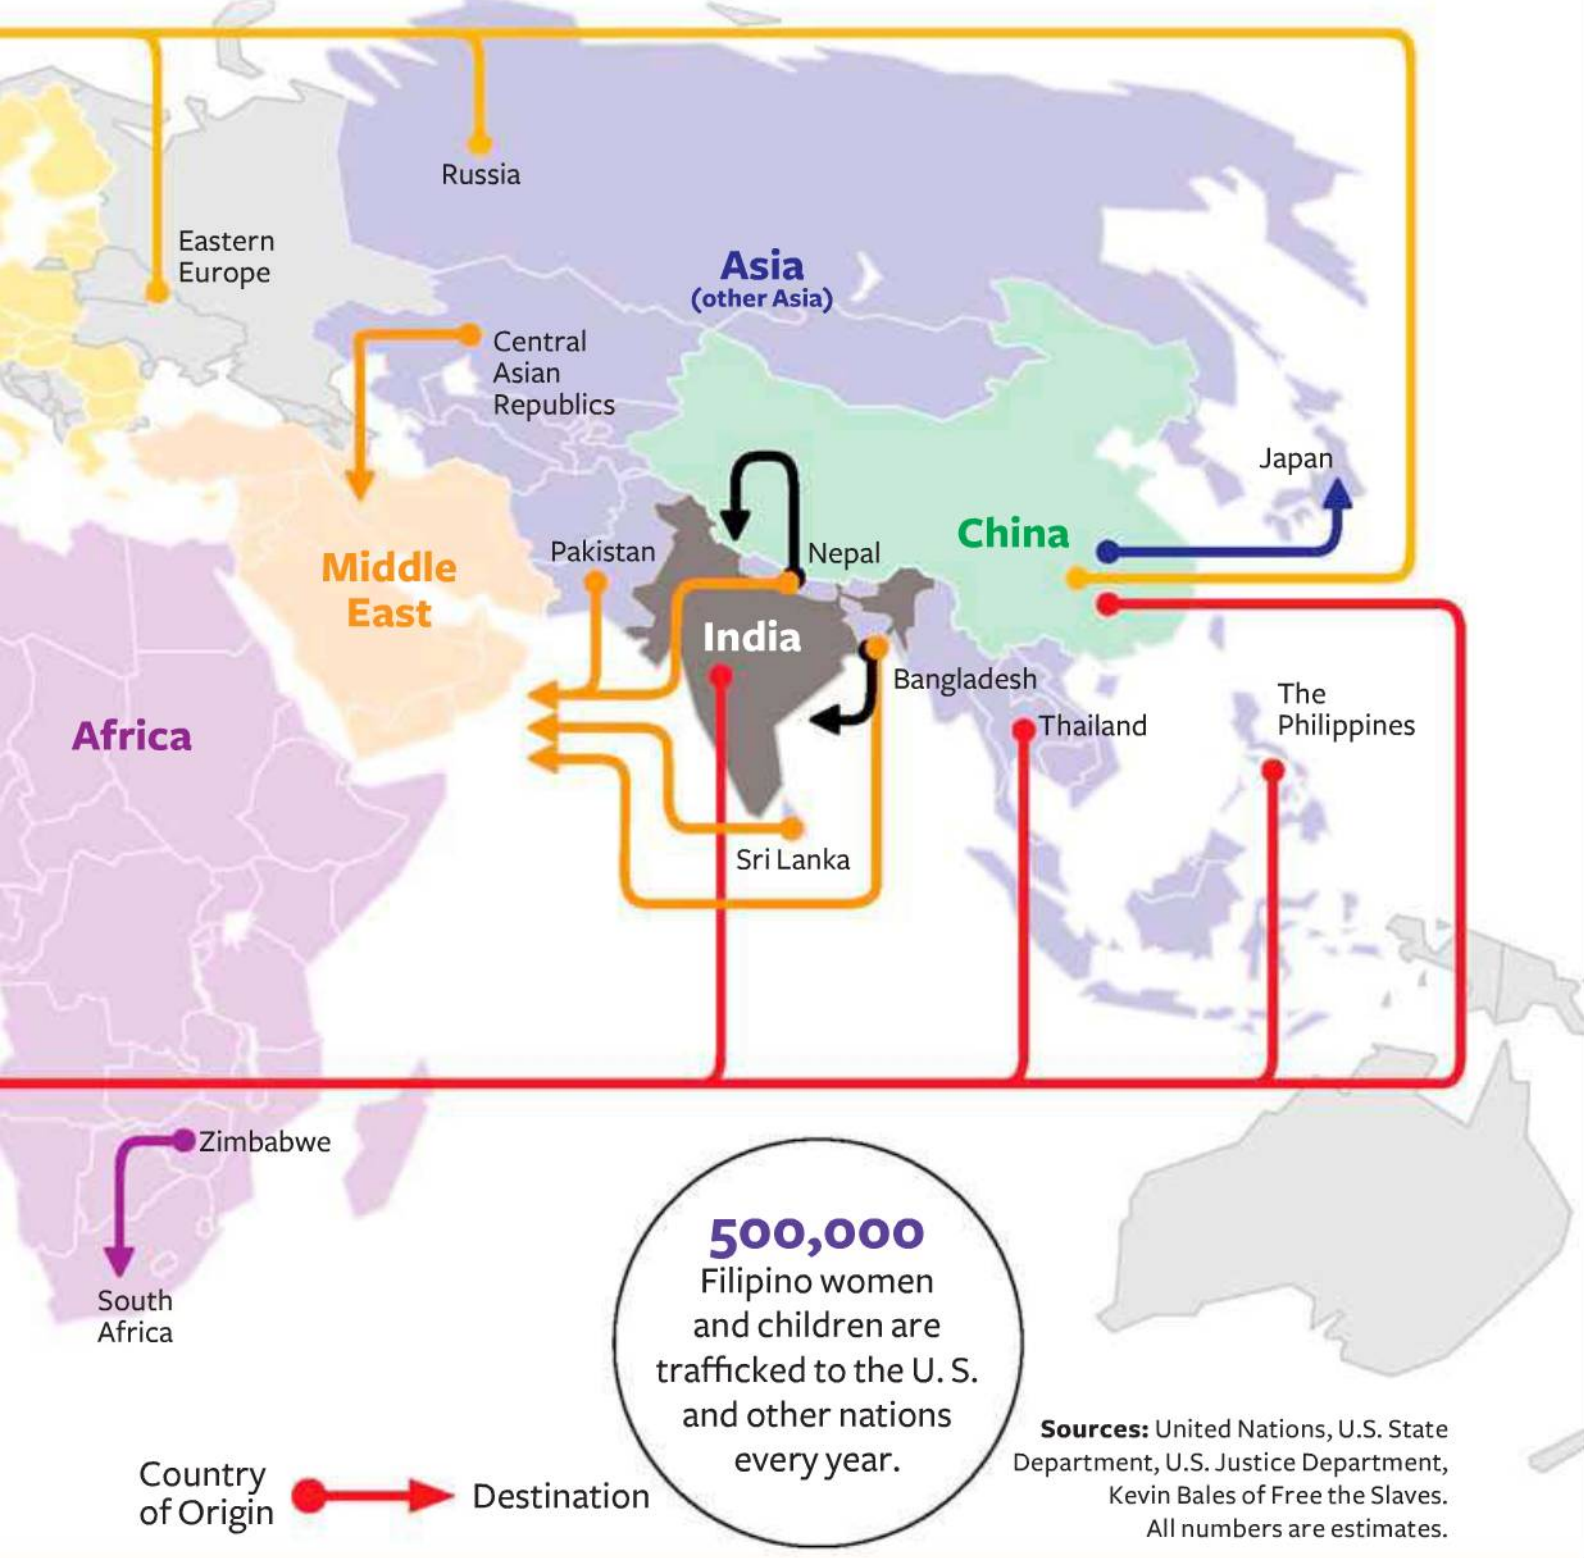 Russia
Eastern
Europe
Asia
(other Asia)
Central
Asian
Republics
Japan
China
Middle
East
Pakistan
Nepal
India
Bangladesh
Africa
Thailand
The
Philippines
Sri Lanka
Zimbabwe
South
Africa
500,000
Filipino women
and children are
trafficked to the U. S.
and other nations
every year.
Sources: United Nations, U.S. State
Department, U.S. Justice Department,
Kevin Bales of Free the Slaves.
All numbers are estimates.
Country
of Origin
Destination